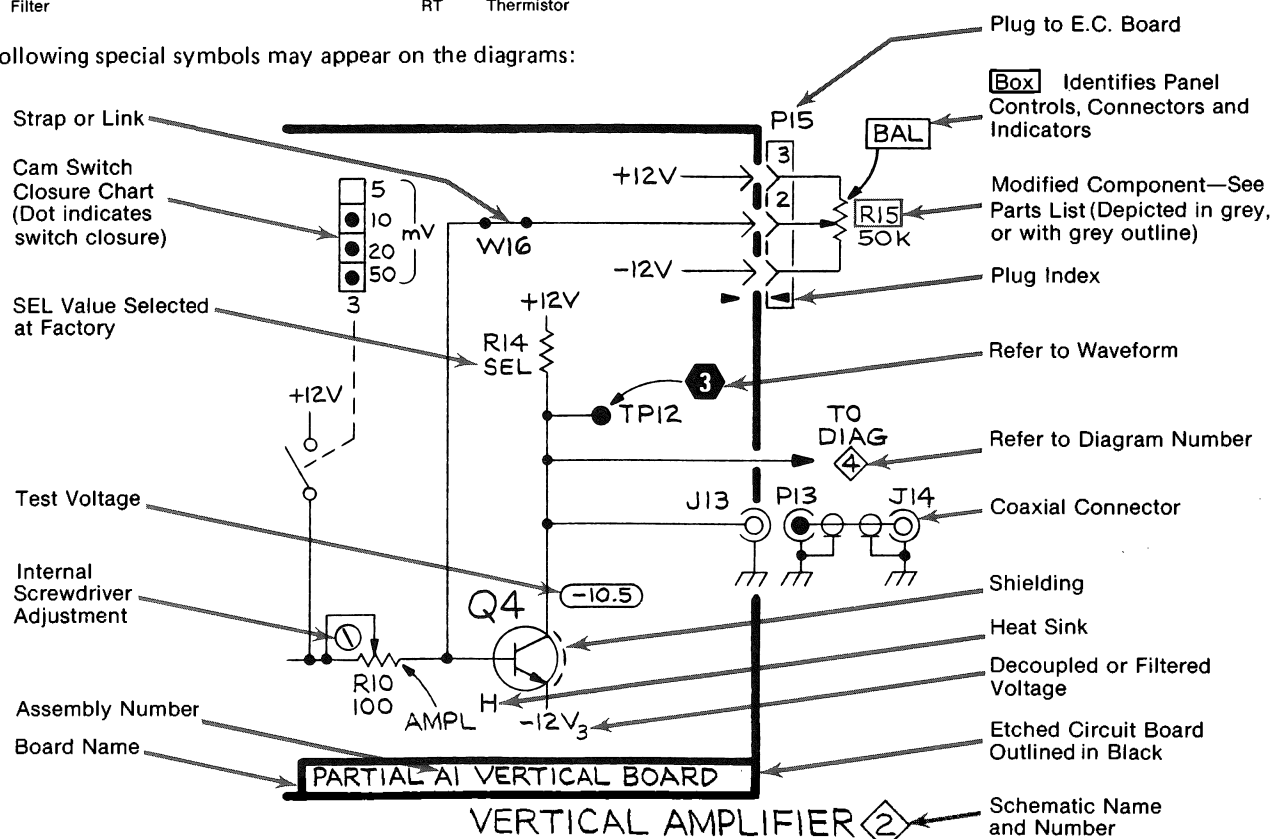 Filter
RT Thermistor
ollowing special symbols may appear on the diagrams:
Plug to E.C. Board
Box Identifies Panel
Controls, Connectors and
Indicators
Modified Component—See
Parts List (Depicted in grey,
or with grey outline)
Plug Index
Refer to Waveform
Refer to Diagram Number
Coaxial Connector
Shielding
Heat Sink
Decoupled or Filtered
Voltage
Etched Circuit Board
Outlined in Black
Schematic Name
and Number
Strap or Link
Cam Switch
Closure Chart
(Dot indicates
switch closure)
SEL Value Selected
at Factory
Test Voltage
Internal
Screwdriver
Adjustment
Assembly Number
Board Name
5
10
20
50
mV
3
+12V
W16
+12V
-12V
P15
3
2
BAL
R15
50K
+12V
R14
SEL
3
TP12
TO
DIAG
4
J13
P13
J14
-10.5
Q4
R10
100
AMPL
H
-12V3
PARTIAL A1 VERTICAL BOARD
VERTICAL AMPLIFIER 2